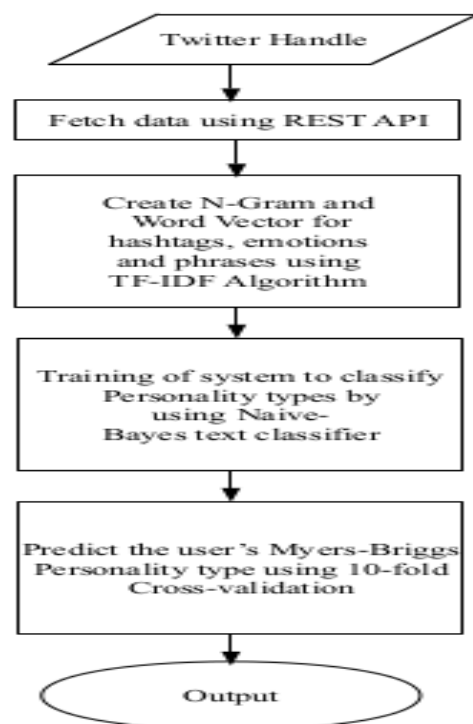 Twitter Handle
Fetch data using REST API
Create N-Gram and
Word Vector for
hashtags, emotions
and phrases using
TF-IDF Algorithm
Training of system to classify
Personality types by
using Naive-
Bayes text classifier
Predict the user's Myers-Briggs
Personality type using 10-fold
Cross-validation
Output